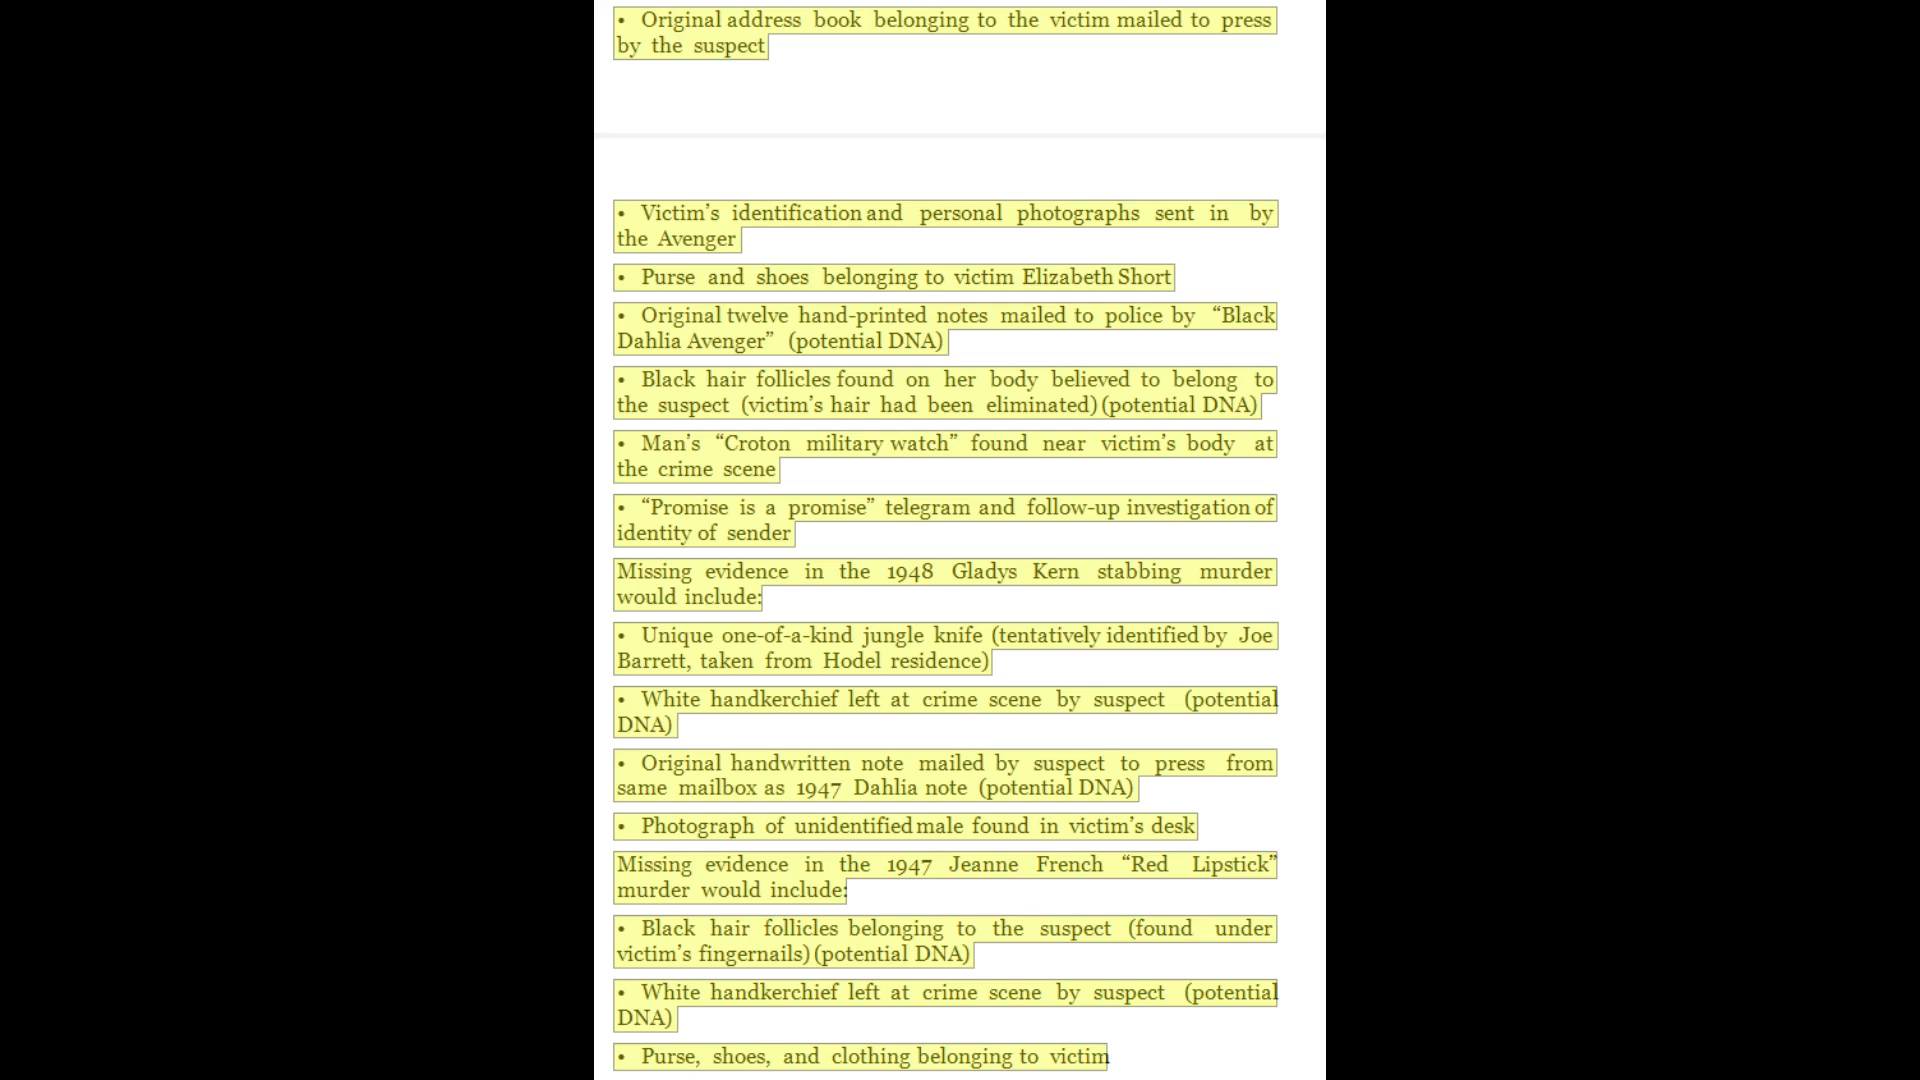 • Original address book belonging to the victim mailed to press
by the suspect
• Victim’s identification and personal photographs sent in by
the Avenger
• Purse and shoes belonging to victim Elizabeth Short
• Original twelve hand-printed notes mailed to police by “Black
Dahlia Avenger” (potential DNA)
• Black hair follicles found on her body believed to belong to
the suspect (victim’s hair had been eliminated) (potential DNA)
• Man’s “Croton military watch” found near victim’s body at
the crime scene
• “Promise is a promise” telegram and follow-up investigation of
identity of sender
Missing evidence in the 1948 Gladys Kern stabbing murder
would include:
• Unique one-of-a-kind jungle knife (tentatively identified by Joe
Barrett, taken from Hodel residence)
• White handkerchief left at crime scene by suspect (potential
DNA)
• Original handwritten note mailed by suspect to press from
same mailbox as 1947 Dahlia note (potential DNA)
• Photograph of unidentified male found in victim’s desk
Missing evidence in the 1947 Jeanne French “Red Lipstick”
murder would include:
• Black hair follicles belonging to the suspect (found under
victim’s fingernails) (potential DNA)
• White handkerchief left at crime scene by suspect (potential
DNA)
• Purse, shoes, and clothing belonging to victim